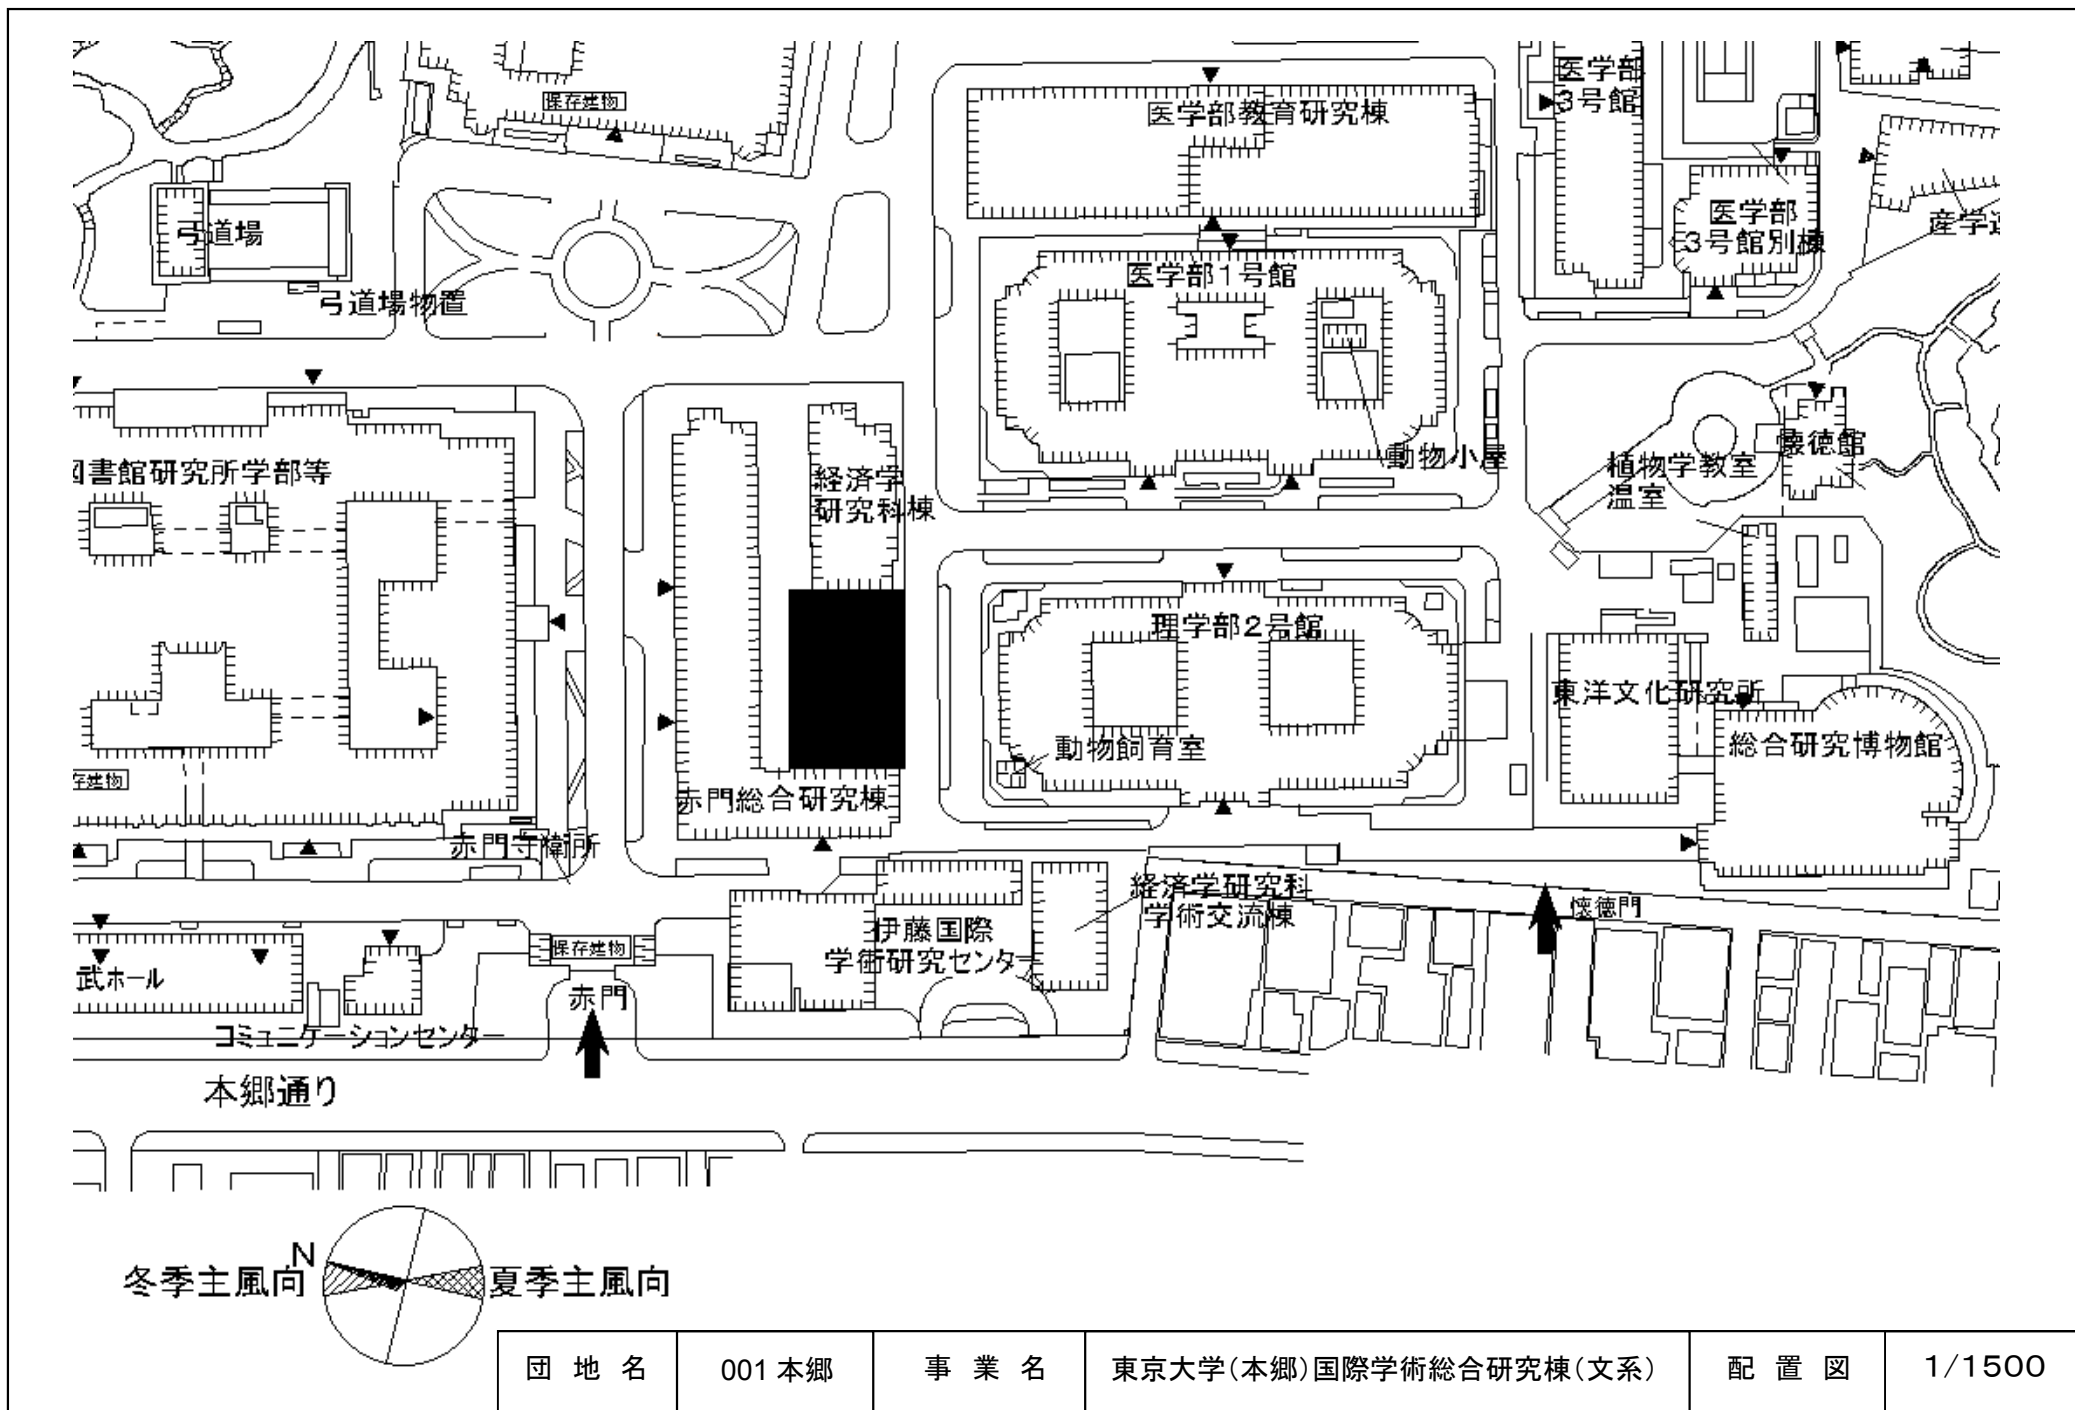 保存建物
医学部教育研究棟
医学部
3号館
弓道場
弓道場物置
医学部1号館
医学部
3号館別棟
産学
動物小屋
懐徳館
植物学教室
温室
書館研究所学部等
経済学
研究科棟
理学部2号館
東洋文化研究所
総合研究博物館
動物飼育室
赤門総合研究棟
存建物
赤門守衛所
経済学研究科
学術交流棟
伊藤国際
学術研究センター
懐徳門
保存建物
武ホール
赤門
コミュニケーションセンター
本郷通り
N
冬季主風向
夏季主風向
団地名 001 本郷 事業名 東京大学(本郷)国際学術総合研究棟(文系) 配置図 1/1500